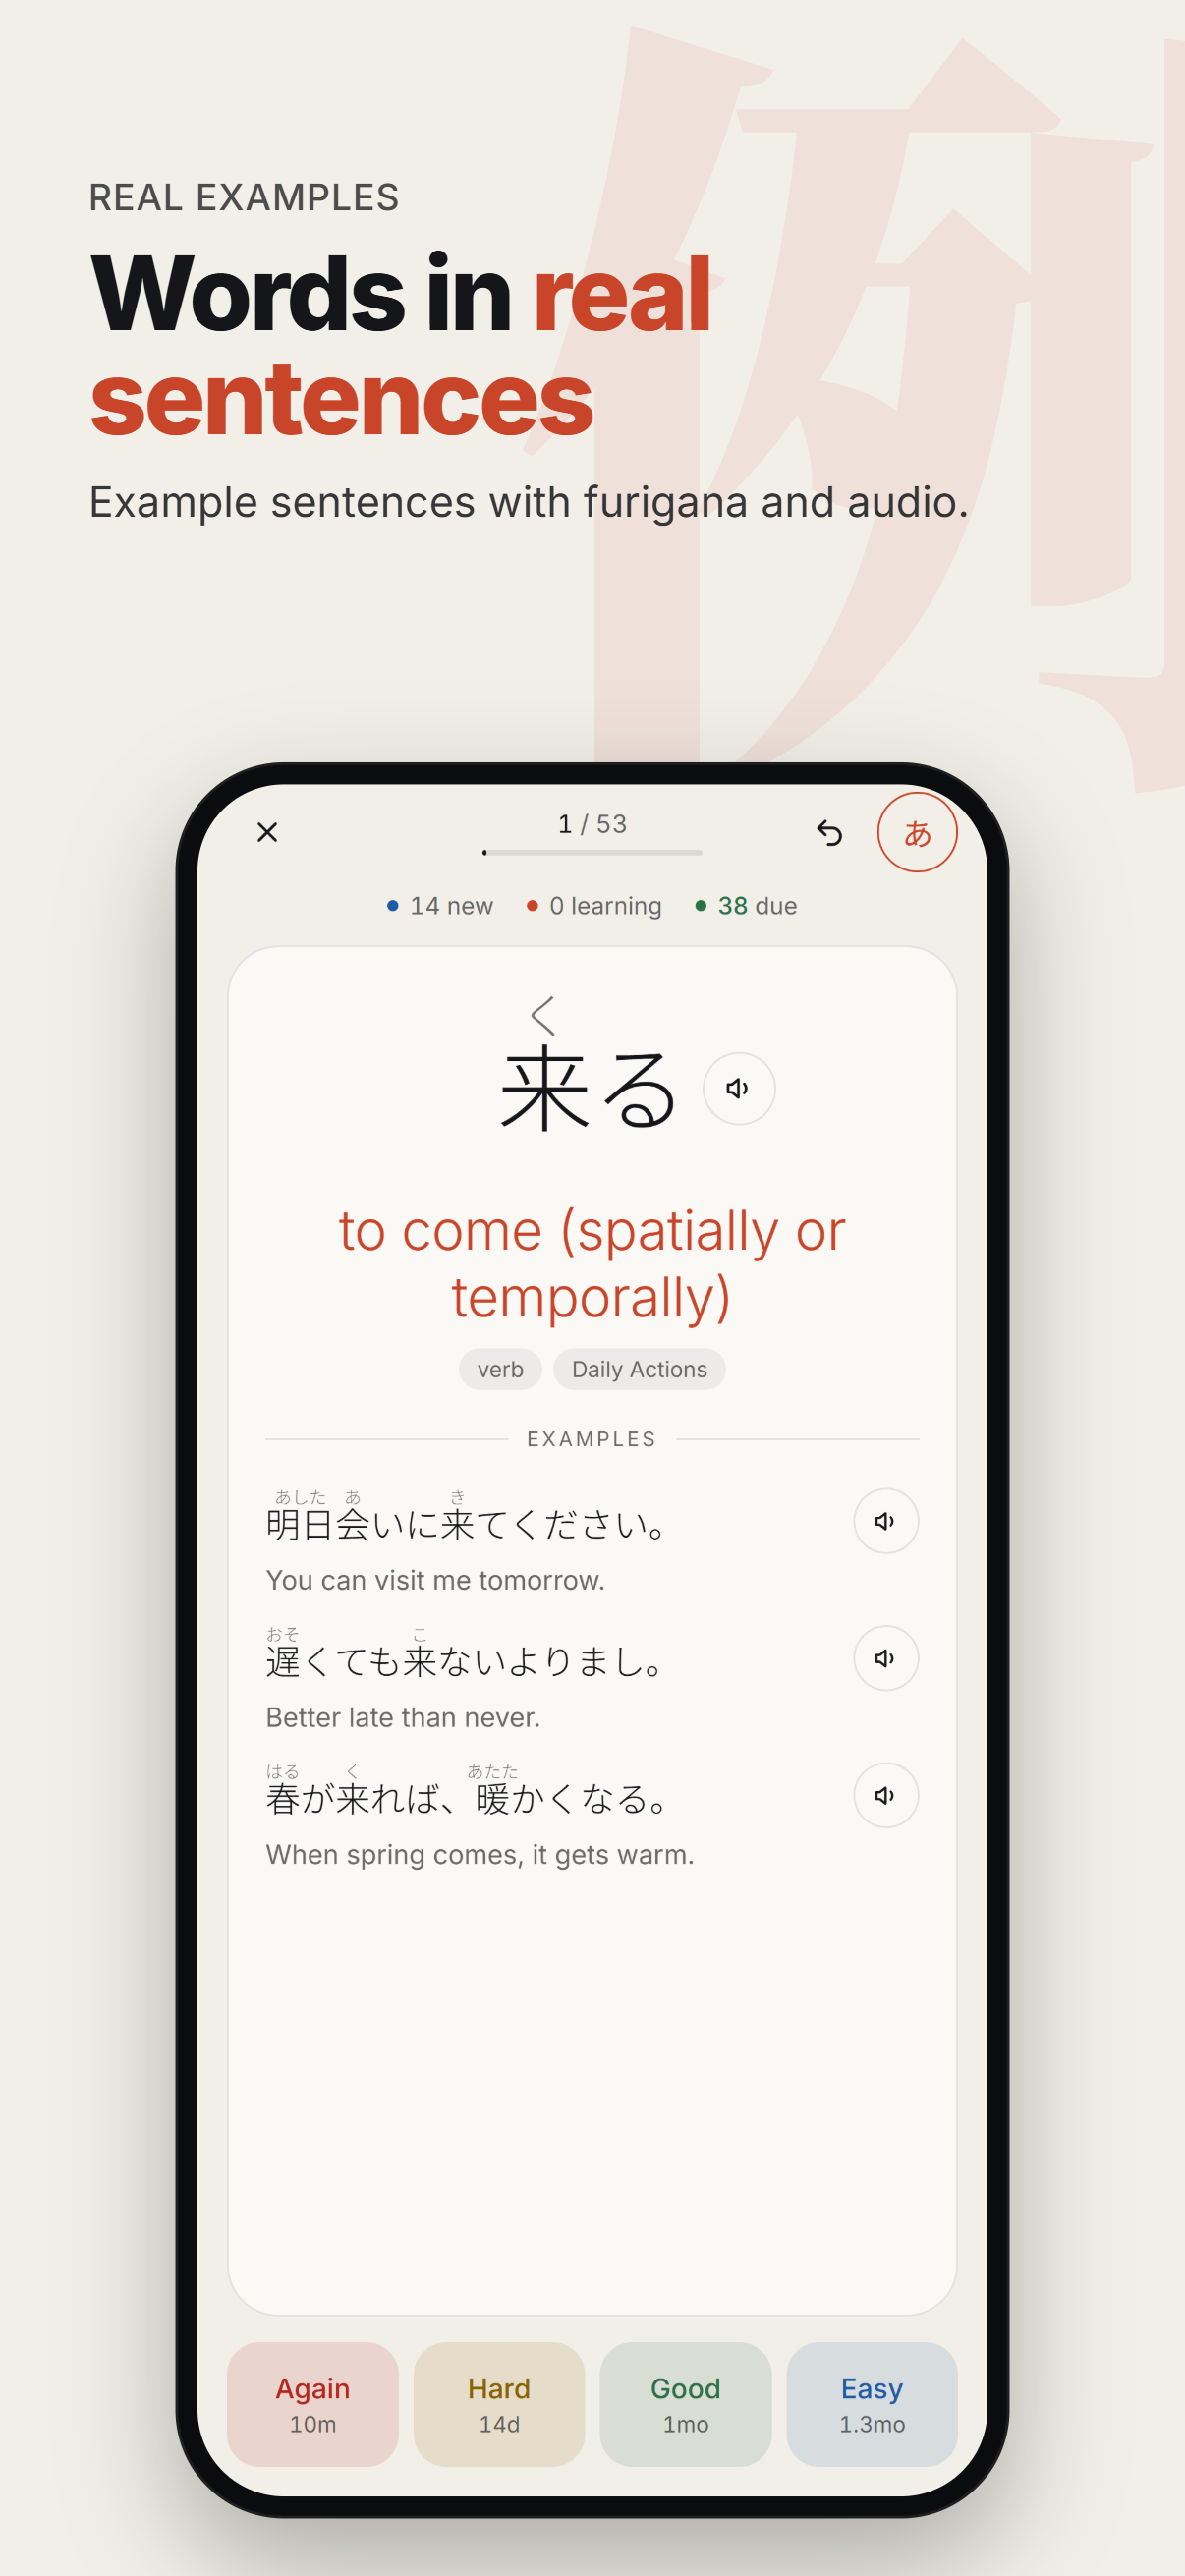 例
REAL EXAMPLES
Words in real
sentences
Example sentences with furigana and audio.
1 / 53
あ
14 new 0 learning 38 due
く
来る
to come (spatially or
temporally)
verb Daily Actions
EXAMPLES
あした あ き
明日会いに来てください。
You can visit me tomorrow.
おそ こ
遅くても来ないよりまし。
Better late than never.
はる く あたた
春が来れば、暖かくなる。
When spring comes, it gets warm.
Again Hard Good Easy
10m 14d 1mo 1.3mo